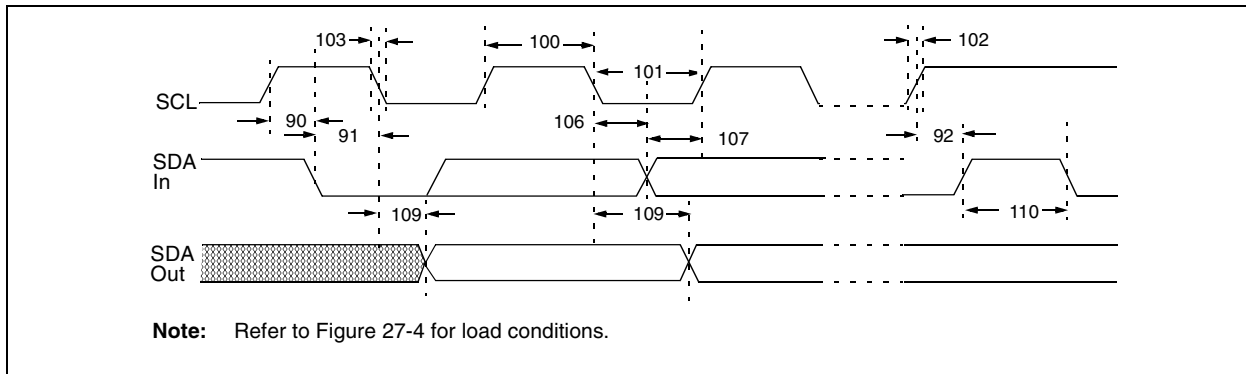 103 100 102
101
SCL
90 91 106 107 92
SDA
In
109 109 110
SDA
Out
Note: Refer to Figure 27-4 for load conditions.